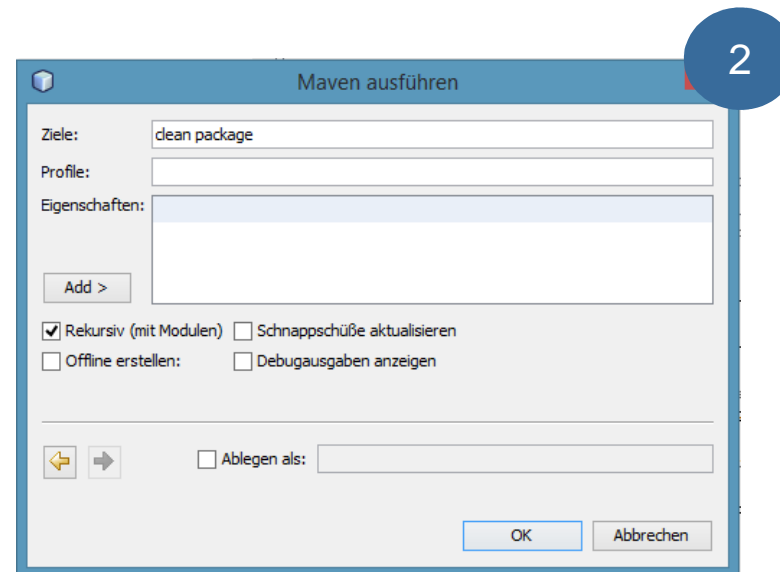 2
Maven ausführen
Ziele: clean package
Profile:
Eigenschaften:
Add >
Rekursiv (mit Modulen) Schnappschüße aktualisieren
Offline erstellen: Debugausgaben anzeigen
Ablegen als:
OK Abbrechen